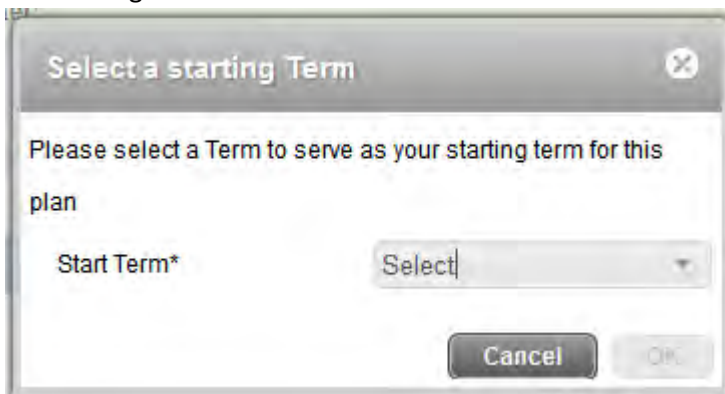 Select a starting Term
Please select a Term to serve as your starting term for this
plan
Start Term*
Select
Cancel
OK